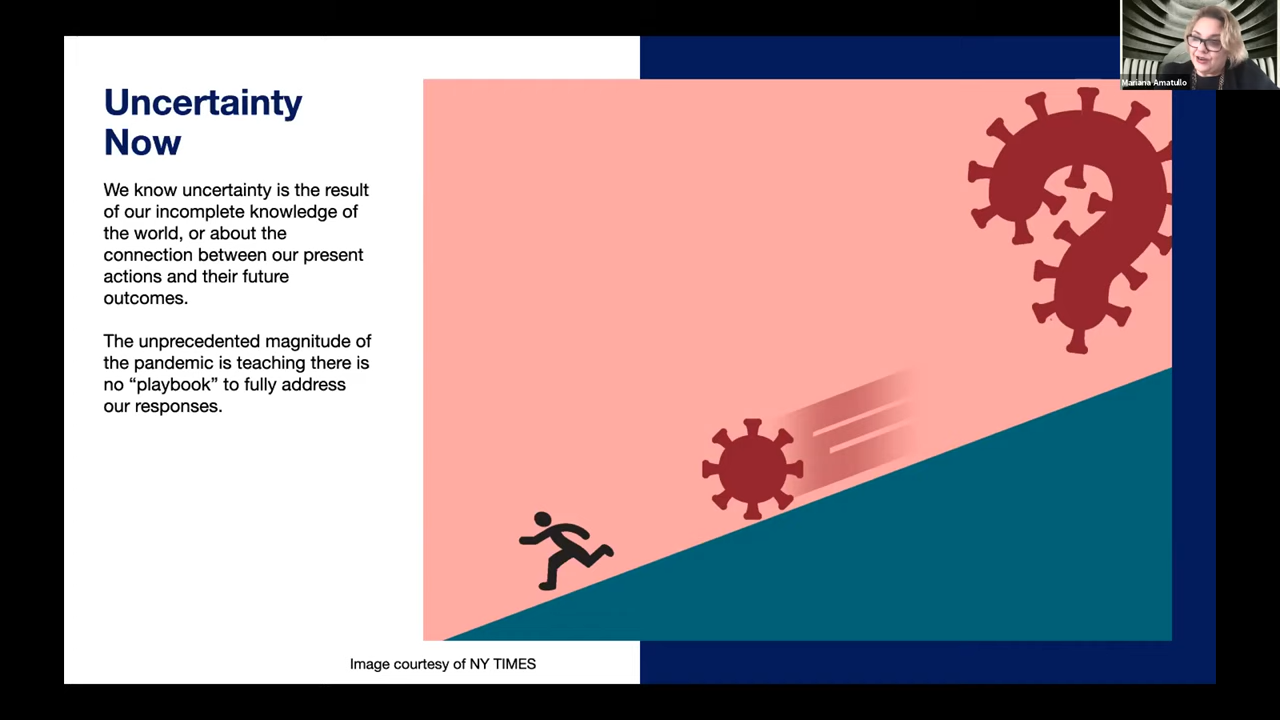 Mariana Amatullo
Uncertainty
Now
We know uncertainty is the result
of our incomplete knowledge of
the world, or about the
connection between our present
actions and their future
outcomes.
The unprecedented magnitude of
the pandemic is teaching there is
no “playbook” to fully address
our responses.
Image courtesy of NY TIMES